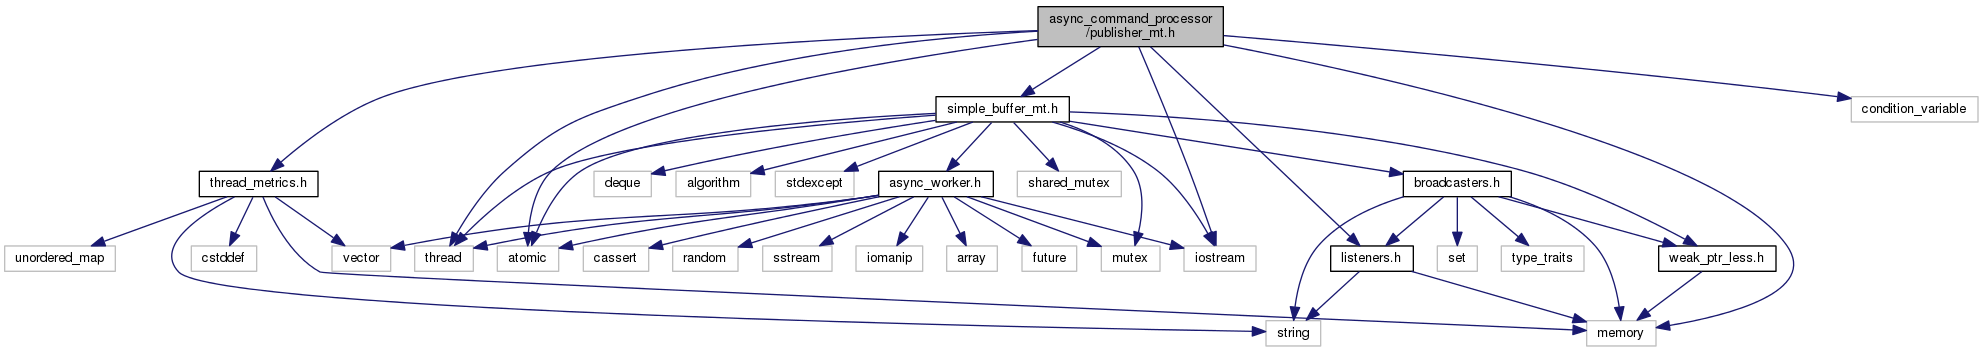 async_command_processor
/publisher_mt.h
simple_buffer_mt.h
condition_variable
thread_metrics.h
deque
algorithm
stdexcept
async_worker.h
shared_mutex
broadcasters.h
unordered_map
cstddef
vector
thread
atomic
cassert
random
sstream
iomanip
array
future
mutex
iostream
listeners.h
set
type_traits
weak_ptr_less.h
string
memory